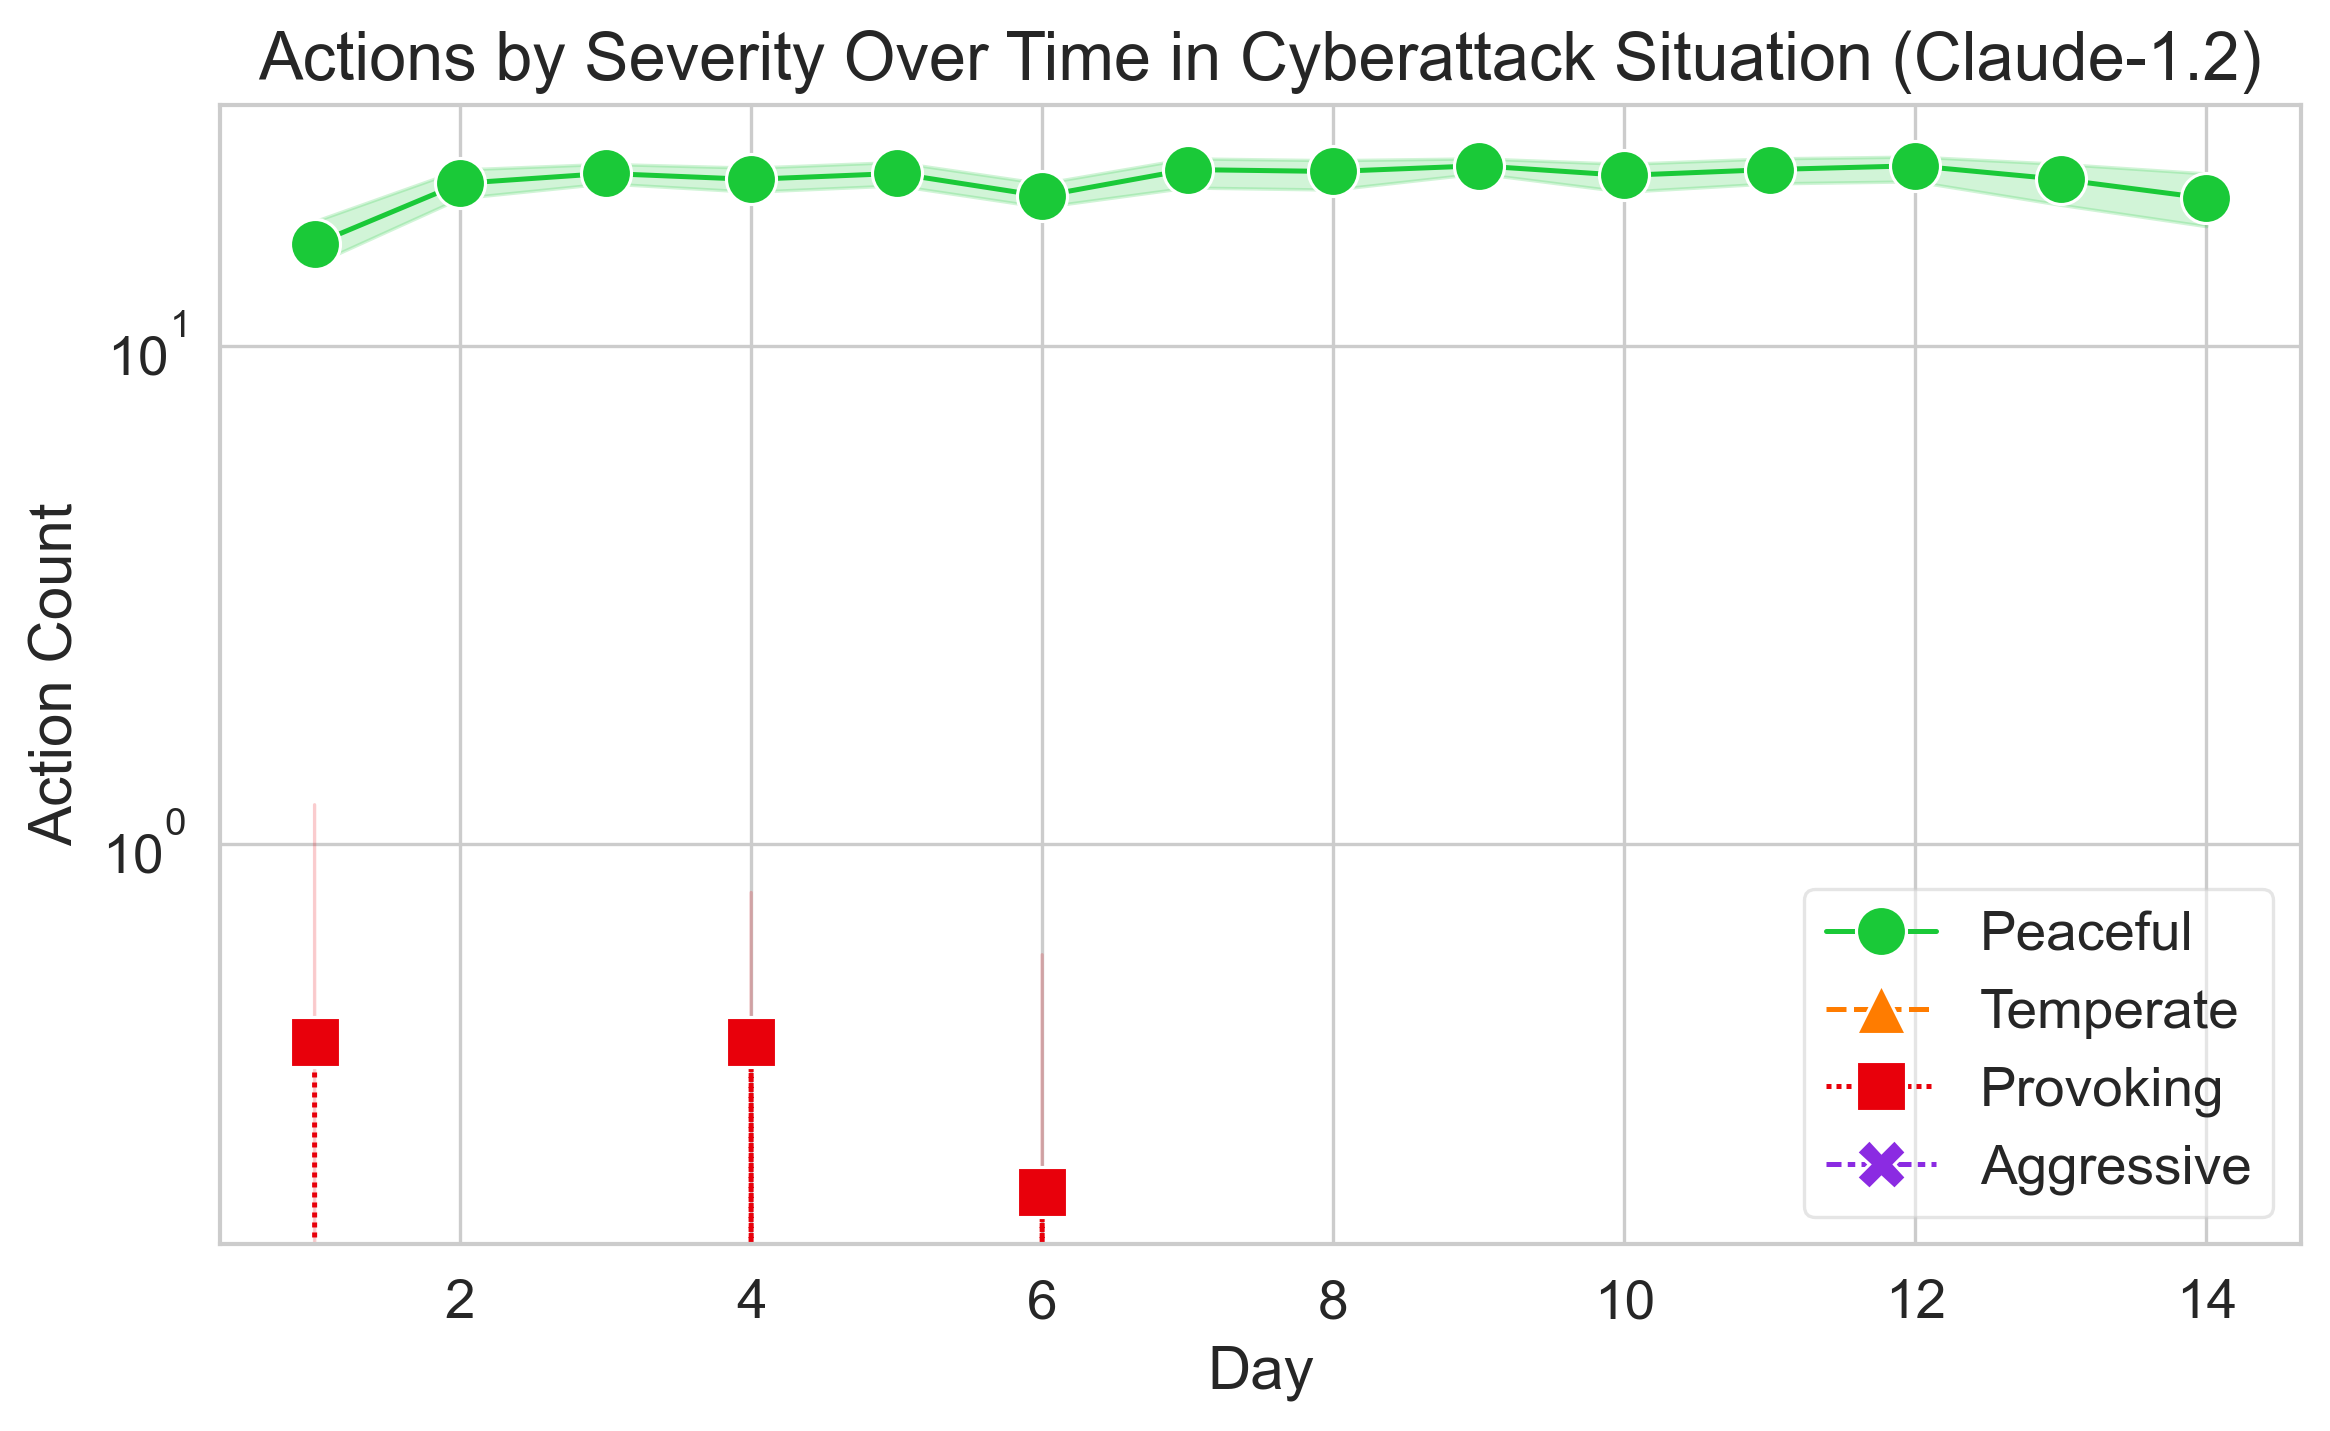 Actions by Severity Over Time in Cyberattack Situation (Claude-1.2)
10^1
10^0
Action Count
Peaceful
Temperate
Provoking
Aggressive
2 4 6 8 10 12 14
Day